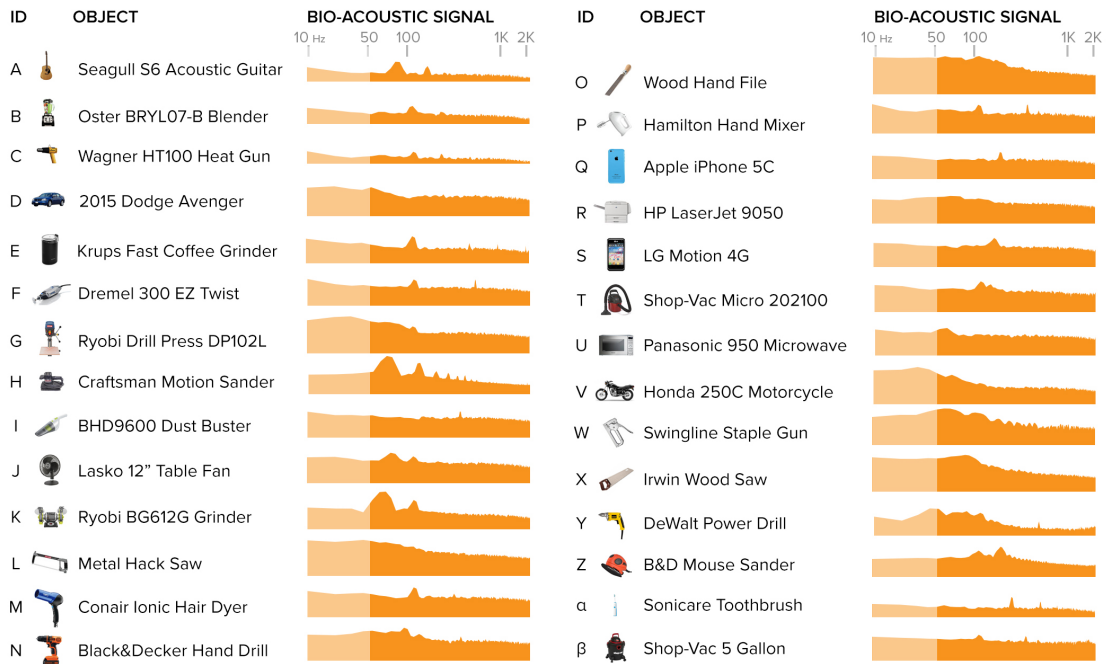 ID OBJECT BIO-ACOUSTIC SIGNAL
10 Hz 50 100 1K 2K
A Seagull S6 Acoustic Guitar
B Oster BRYL07-B Blender
C Wagner HT100 Heat Gun
D 2015 Dodge Avenger
E Krups Fast Coffee Grinder
F Dremel 300 EZ Twist
G Ryobi Drill Press DP102L
H Craftsman Motion Sander
I BHD9600 Dust Buster
J Lasko 12” Table Fan
K Ryobi BG612G Grinder
L Metal Hack Saw
M Conair Ionic Hair Dyer
N Black&Decker Hand Drill
ID OBJECT BIO-ACOUSTIC SIGNAL
10 Hz 50 100 1K 2K
O Wood Hand File
P Hamilton Hand Mixer
Q Apple iPhone 5C
R HP LaserJet 9050
S LG Motion 4G
T Shop-Vac Micro 202100
U Panasonic 950 Microwave
V Honda 250C Motorcycle
W Swingline Staple Gun
X Irwin Wood Saw
Y DeWalt Power Drill
Z B&D Mouse Sander
α Sonicare Toothbrush
β Shop-Vac 5 Gallon